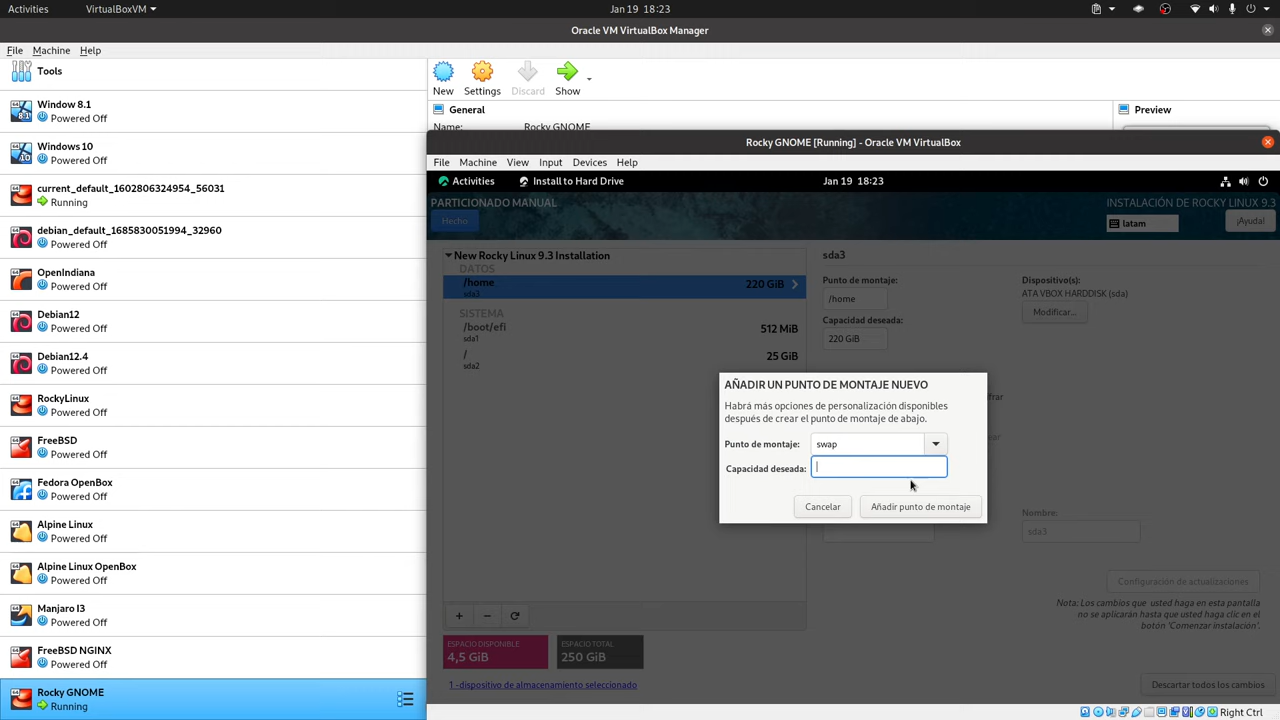 Activities
VirtualBoxVM
Jan 19 18:23
Oracle VM VirtualBox Manager
File Machine Help
Tools
Window 8.1
Powered Off
Windows 10
Powered Off
current_default_1602806324954_56031
Running
debian_default_1685830051994_32960
Powered Off
OpenIndiana
Powered Off
Debian12
Powered Off
Debian12.4
Powered Off
RockyLinux
Powered Off
FreeBSD
Powered Off
Fedora OpenBox
Powered Off
Alpine Linux
Powered Off
Alpine Linux OpenBox
Powered Off
Manjaro I3
Powered Off
FreeBSD NGINX
Powered Off
Rocky GNOME
Running
New Settings Discard Show
General
Preview
Name: Rocky GNOME
Rocky GNOME [Running] - Oracle VM VirtualBox
File Machine View Input Devices Help
Activities Install to Hard Drive Jan 19 18:23
PARTICIONADO MANUAL
INSTALACIÓN DE ROCKY LINUX 9.3
Hecho
latam
¡Ayuda!
New Rocky Linux 9.3 Installation
DATOS
/home
220 GiB
sda3
SISTEMA
/boot/efi
512 MiB
sda1
/
25 GiB
sda2
sda3
Punto de montaje:
/home
Capacidad deseada:
220 GiB
Dispositivo(s):
ATA VBOX HARDDISK (sda)
Modificar...
AÑADIR UN PUNTO DE MONTAJE NUEVO
Habrá más opciones de personalización disponibles
después de crear el punto de montaje de abajo.
Punto de montaje: swap
Capacidad deseada:
Cancelar
Añadir punto de montaje
Nombre:
sda3
Configuración de actualizaciones
Nota: Los cambios que usted haga en esta pantalla
no se aplicarán hasta que usted haga clic en el
botón 'Comenzar instalación'.
ESPACIO DISPONIBLE
4,5 GiB
ESPACIO TOTAL
250 GiB
1 -dispositivo de almacenamiento seleccionado
Descartar todos los cambios
Right Ctrl